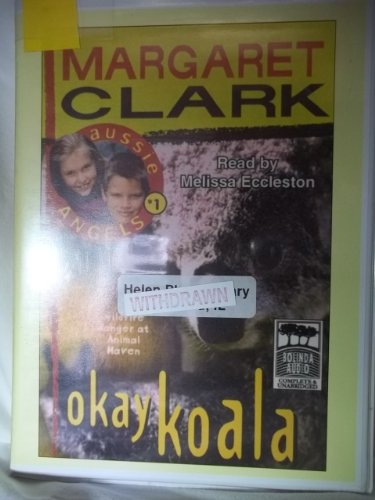 MARGARET
CLARK
aussie
ANGELS
#1
Read by
Melissa Eccleston
Helen
WITHDRAWN
Danger at
Animal
Haven
BOLINDA
AUDIO
COMPLETE &
UNABRIDGED
okay koala